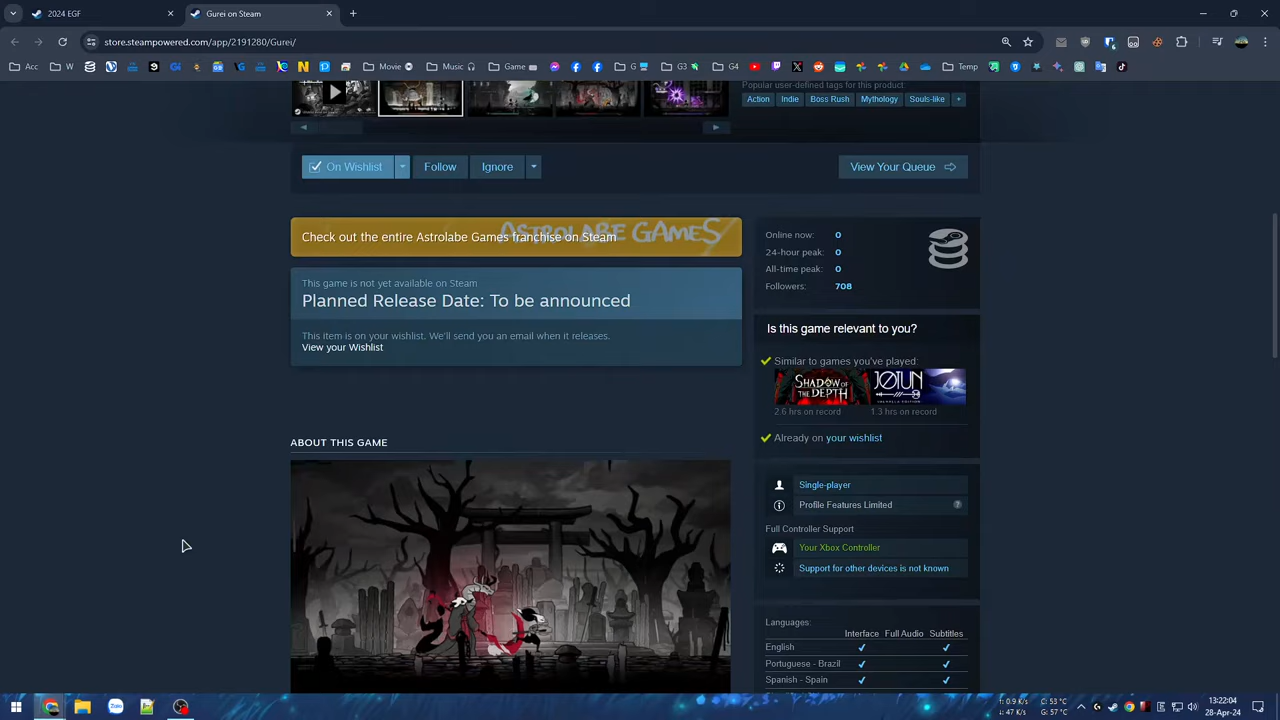 2024 EGF
Gurei on Steam
store.steampowered.com/app/2191280/Gurei/
Acc
W
Movie
Music
Game
G
G3
G4
Temp
Popular user-defined tags for this product:
Action
Indie
Boss Rush
Mythology
Souls-like
+
On Wishlist
Follow
Ignore
View Your Queue
ASTROLABE GAMES
Check out the entire Astrolabe Games franchise on Steam
This game is not yet available on Steam
Planned Release Date: To be announced
This item is on your wishlist. We'll send you an email when it releases.
View your Wishlist
Online now: 0
24-hour peak: 0
All-time peak: 0
Followers: 708
Is this game relevant to you?
Similar to games you've played:
SHADOW OF THE DEPTH
JOTUN
VALHALLA EDITION
2.6 hrs on record
1.3 hrs on record
Already on your wishlist
ABOUT THIS GAME
Single-player
Profile Features Limited
?
Full Controller Support
Your Xbox Controller
Support for other devices is not known
Languages:
Interface Full Audio Subtitles
English
Portuguese - Brazil
Spanish - Spain
Zalo
0.9 K/s
47 K/s
C: 53 °C
G: 57 °C
13:22:04
28-Apr-24